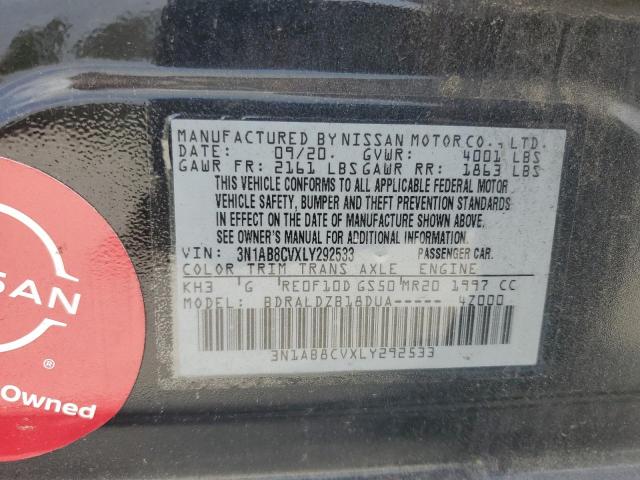 MANUFACTURED BY NISSAN MOTOR CO., LTD.
DATE: 09/20. GVWR: 4001 LBS
GAWR FR: 2161 LBS GAWR RR: 1863 LBS
THIS VEHICLE CONFORMS TO ALL APPLICABLE FEDERAL MOTOR
VEHICLE SAFETY, BUMPER AND THEFT PREVENTION STANDARDS
IN EFFECT ON THE DATE OF MANUFACTURE SHOWN ABOVE.
SEE OWNER'S MANUAL FOR ADDITIONAL INFORMATION.
VIN: 3N1AB8CVXLY292533 PASSENGER CAR.
COLOR TRIM TRANS AXLE ENGINE
KH3 G RE0F10D GS50 MR20 1997 CC
MODEL: BDRALDZB18DUA----- 4Z000
3N1AB8CVXLY292533
SSAN
Owned